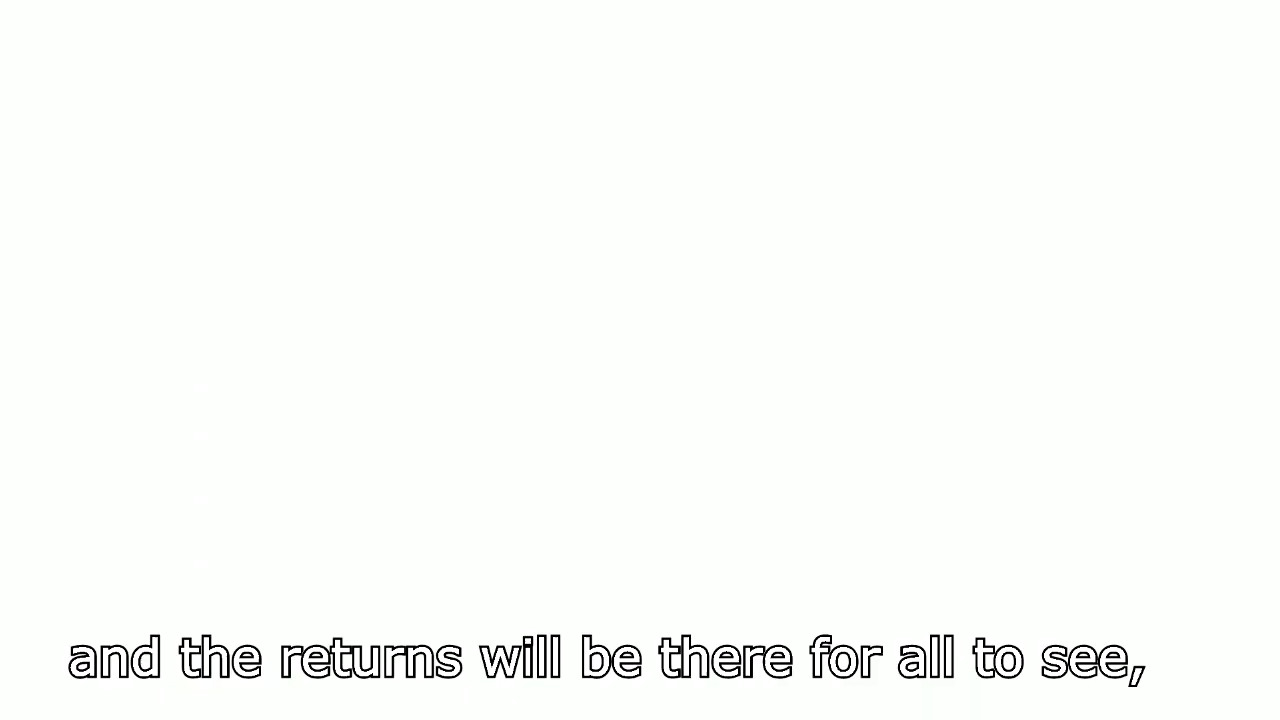 and the returns will be there for all to see,